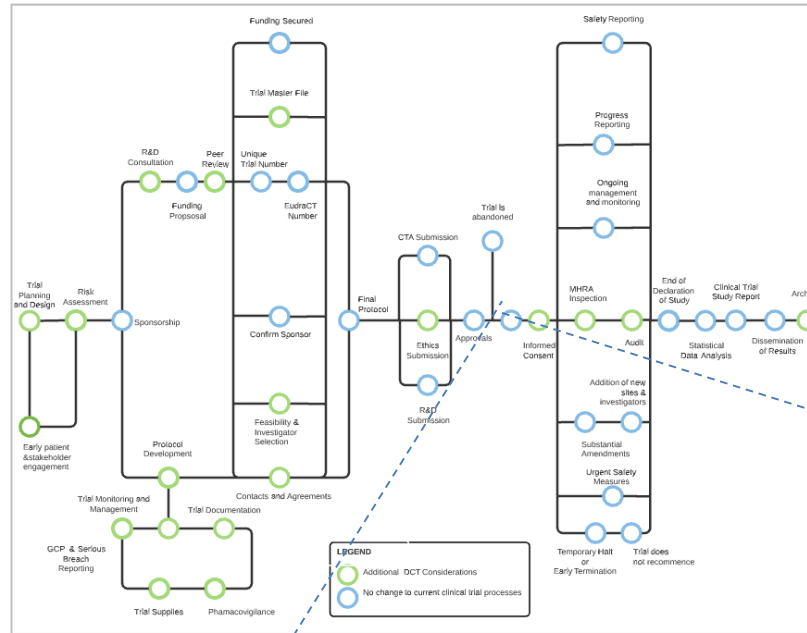 Funding Secured
Safety Reporting
Trial Master File
Progress
Reporting
R&D
Consultation
Peer
Review
Unique
Trial Number
Funding
Propsosal
EudraCT
Number
Ongoing
management
and monitoring
Trial is
abandoned
CTA Submission
Trial
Planning
and Design
Risk
Assessment
Sponsorship
Final
Protocol
MHRA
Inspection
End of
Declaration
of Study
Clinical Trial
Study Report
Arch
Confirm Sponsor
Ethics
Submission
Approvals
Informed
Consent
Audit
Statistical
Data Analysis
Dissemination
of Results
R&D
Submission
Addition of new
sites &
investigators
Early patient
&stakeholder
engagement
Protocol
Development
Feasibility &
Investigator
Selection
Substantial
Amendments
Urgent Safety
Measures
Contacts and Agreements
Trial Monitoring and
Management
Trial Documentation
GCP & Serious
Breach
Reporting
Temporary Halt
or
Early Termination
Trial does
not recommence
Trial Supplies
Phamacovigilance
LEGEND
Additional DCT Considerations
No change to current clinical trial processes